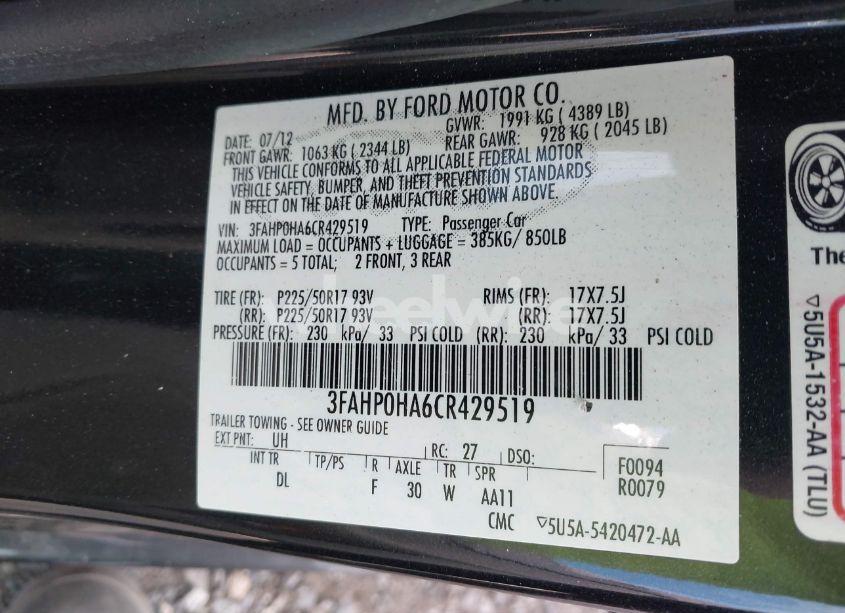 MFD. BY FORD MOTOR CO.
DATE: 07/12 GVWR: 1991 KG ( 4389 LB)
FRONT GAWR: 1063 KG ( 2344 LB) REAR GAWR: 928 KG ( 2045 LB)
THIS VEHICLE CONFORMS TO ALL APPLICABLE FEDERAL MOTOR
VEHICLE SAFETY, BUMPER, AND THEFT PREVENTION STANDARDS
IN EFFECT ON THE DATE OF MANUFACTURE SHOWN ABOVE.
VIN: 3FAHP0HA6CR429519 TYPE: Passenger Car
MAXIMUM LOAD = OCCUPANTS + LUGGAGE = 385KG/ 850LB
OCCUPANTS = 5 TOTAL; 2 FRONT, 3 REAR
TIRE (FR): P225/50R17 93V RIMS (FR): 17X7.5J
(RR): P225/50R17 93V (RR): 17X7.5J
PRESSURE (FR): 230 kPa/ 33 PSI COLD (RR): 230 kPa/ 33 PSI COLD
3FAHP0HA6CR429519
TRAILER TOWING - SEE OWNER GUIDE
EXT PNT: UH RC: 27 DSO: F0094
INT TR TP/PS R AXLE TR SPR R0079
DL F 30 W AA11
CMC ▽5U5A-5420472-AA
The
▽5U5A-1532-AA (TLU)